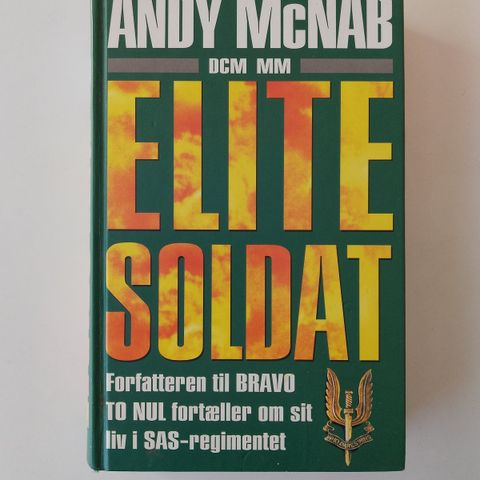 ANDY McNAB
DCM MM
ELITE
SOLDAT
Forfatteren til BRAVO
TO NUL fortæller om sit
liv i SAS-regimentet